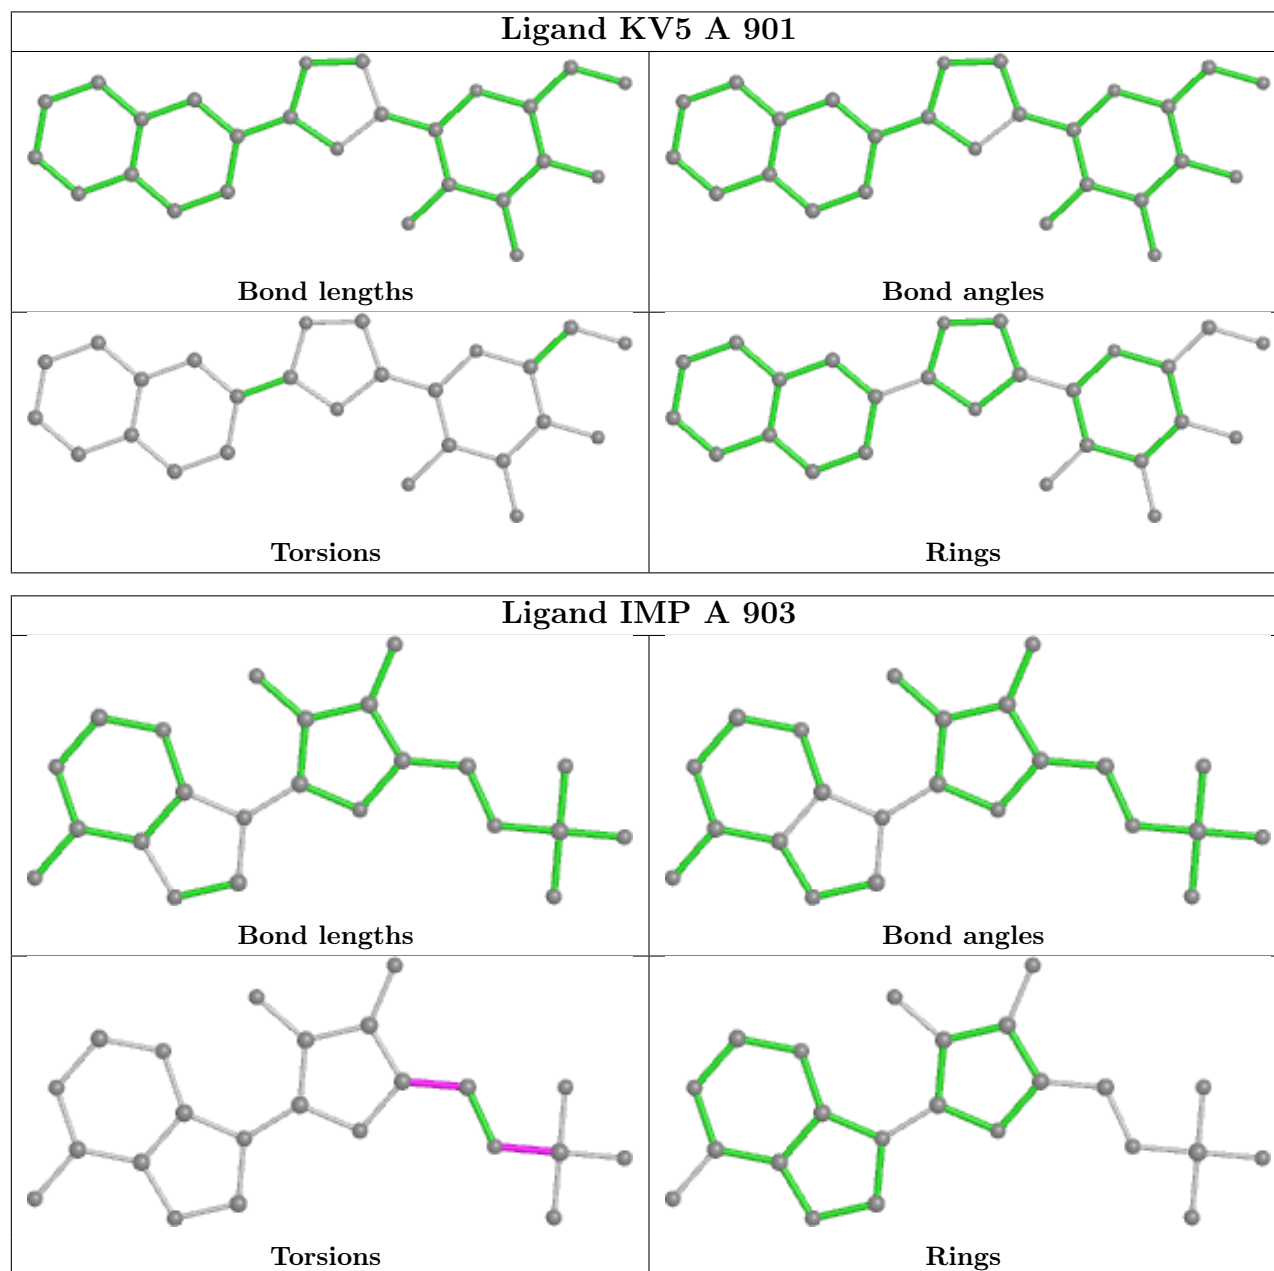 Ligand KV5 A 901
Bond lengths
Bond angles
Torsions
Rings
Ligand IMP A 903
Bond lengths
Bond angles
Torsions
Rings